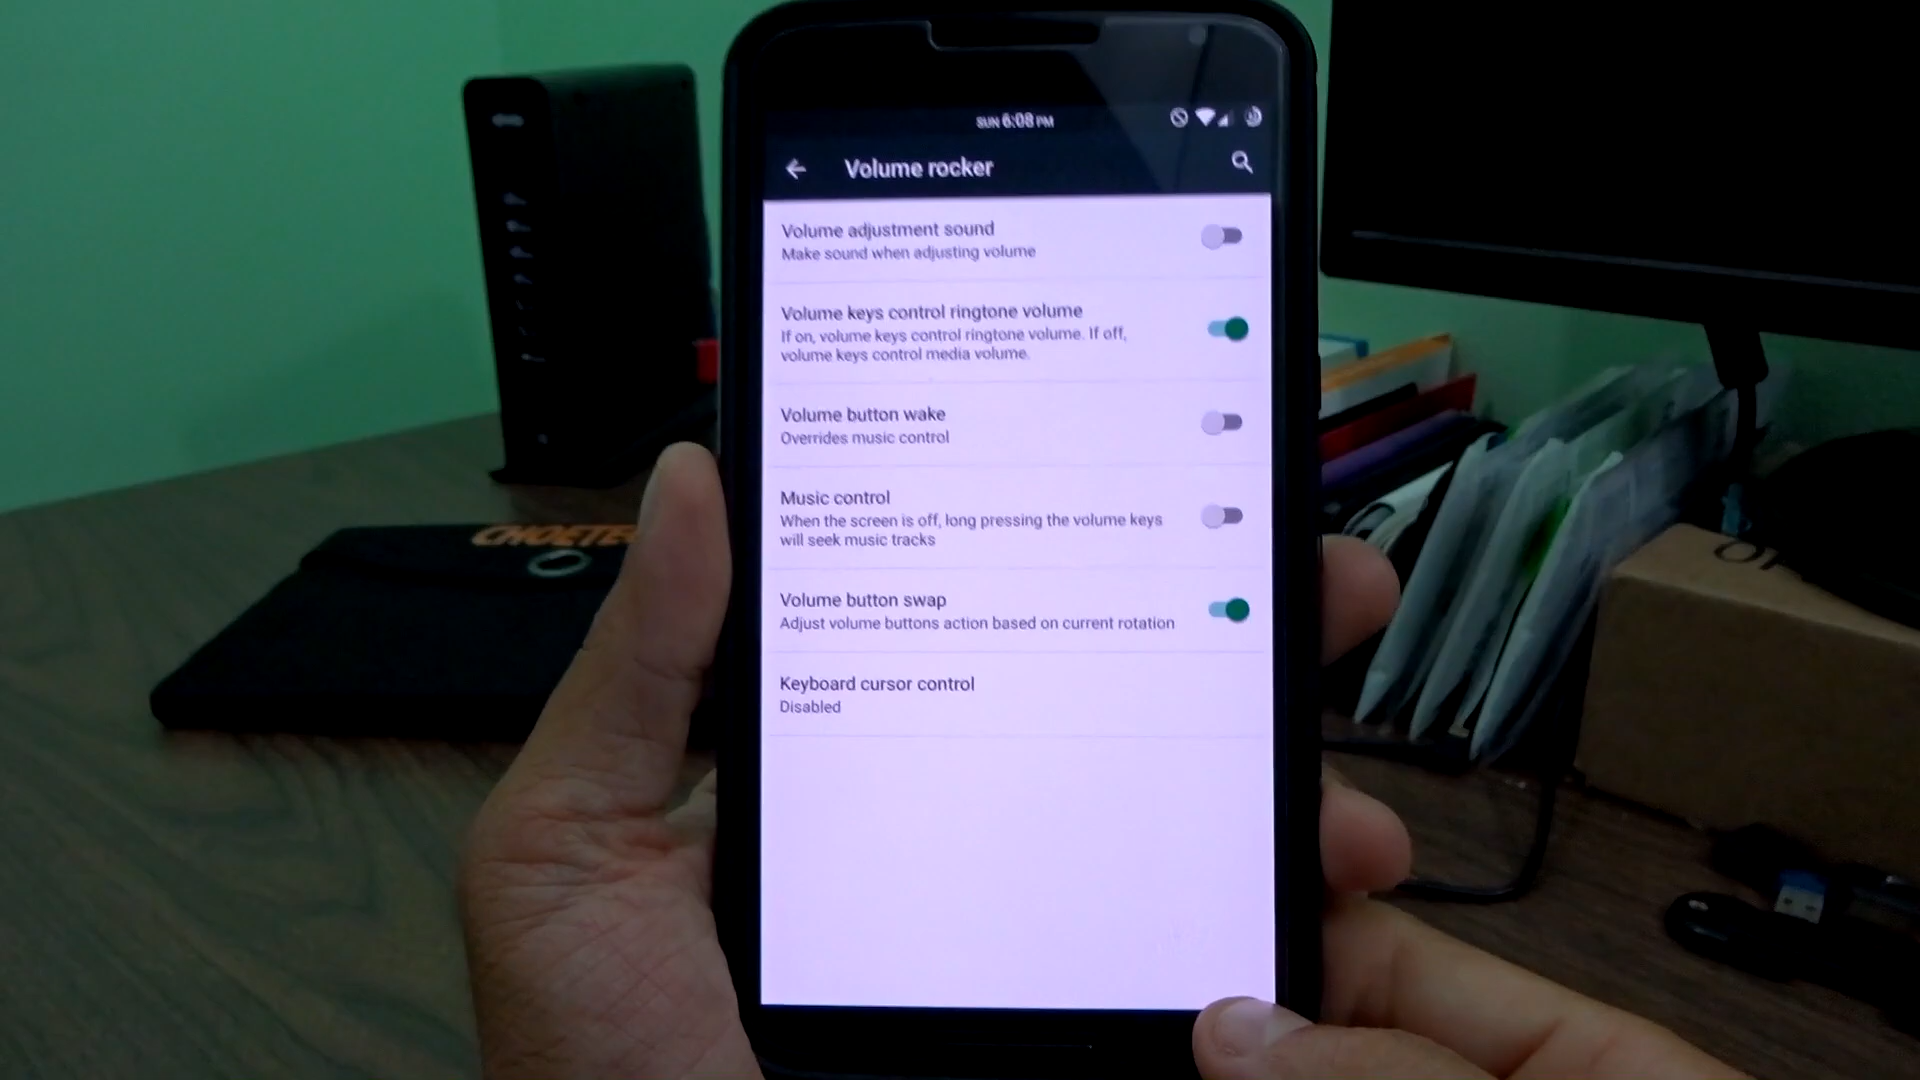 SUN 6:08 PM
Volume rocker
Volume adjustment sound
Make sound when adjusting volume
Volume keys control ringtone volume
If on, volume keys control ringtone volume. If off,
volume keys control media volume.
Volume button wake
Overrides music control
Music control
When the screen is off, long pressing the volume keys
will seek music tracks
Volume button swap
Adjust volume buttons action based on current rotation
Keyboard cursor control
Disabled
CHOETE